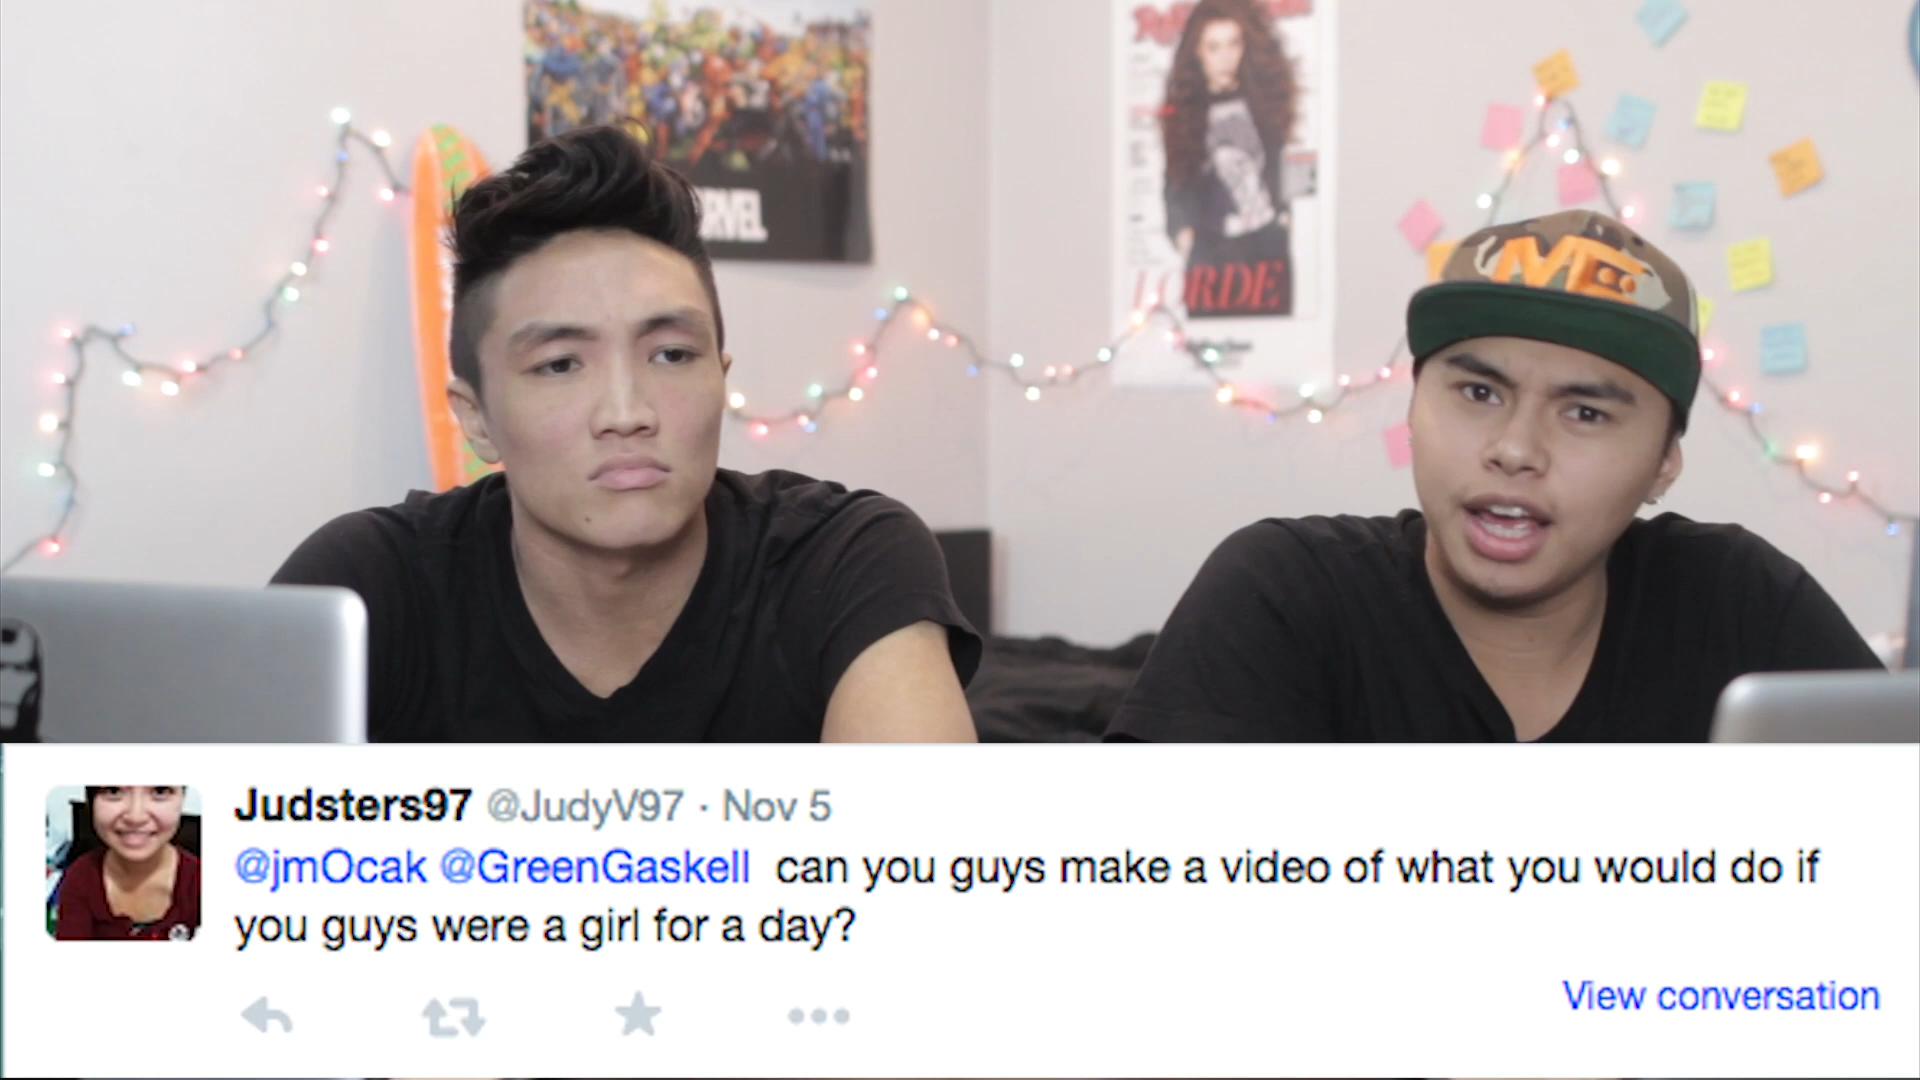 RVEL
LORDE
ME
Judsters97 @JudyV97 · Nov 5
@jmOcak @GreenGaskell can you guys make a video of what you would do if
you guys were a girl for a day?
View conversation